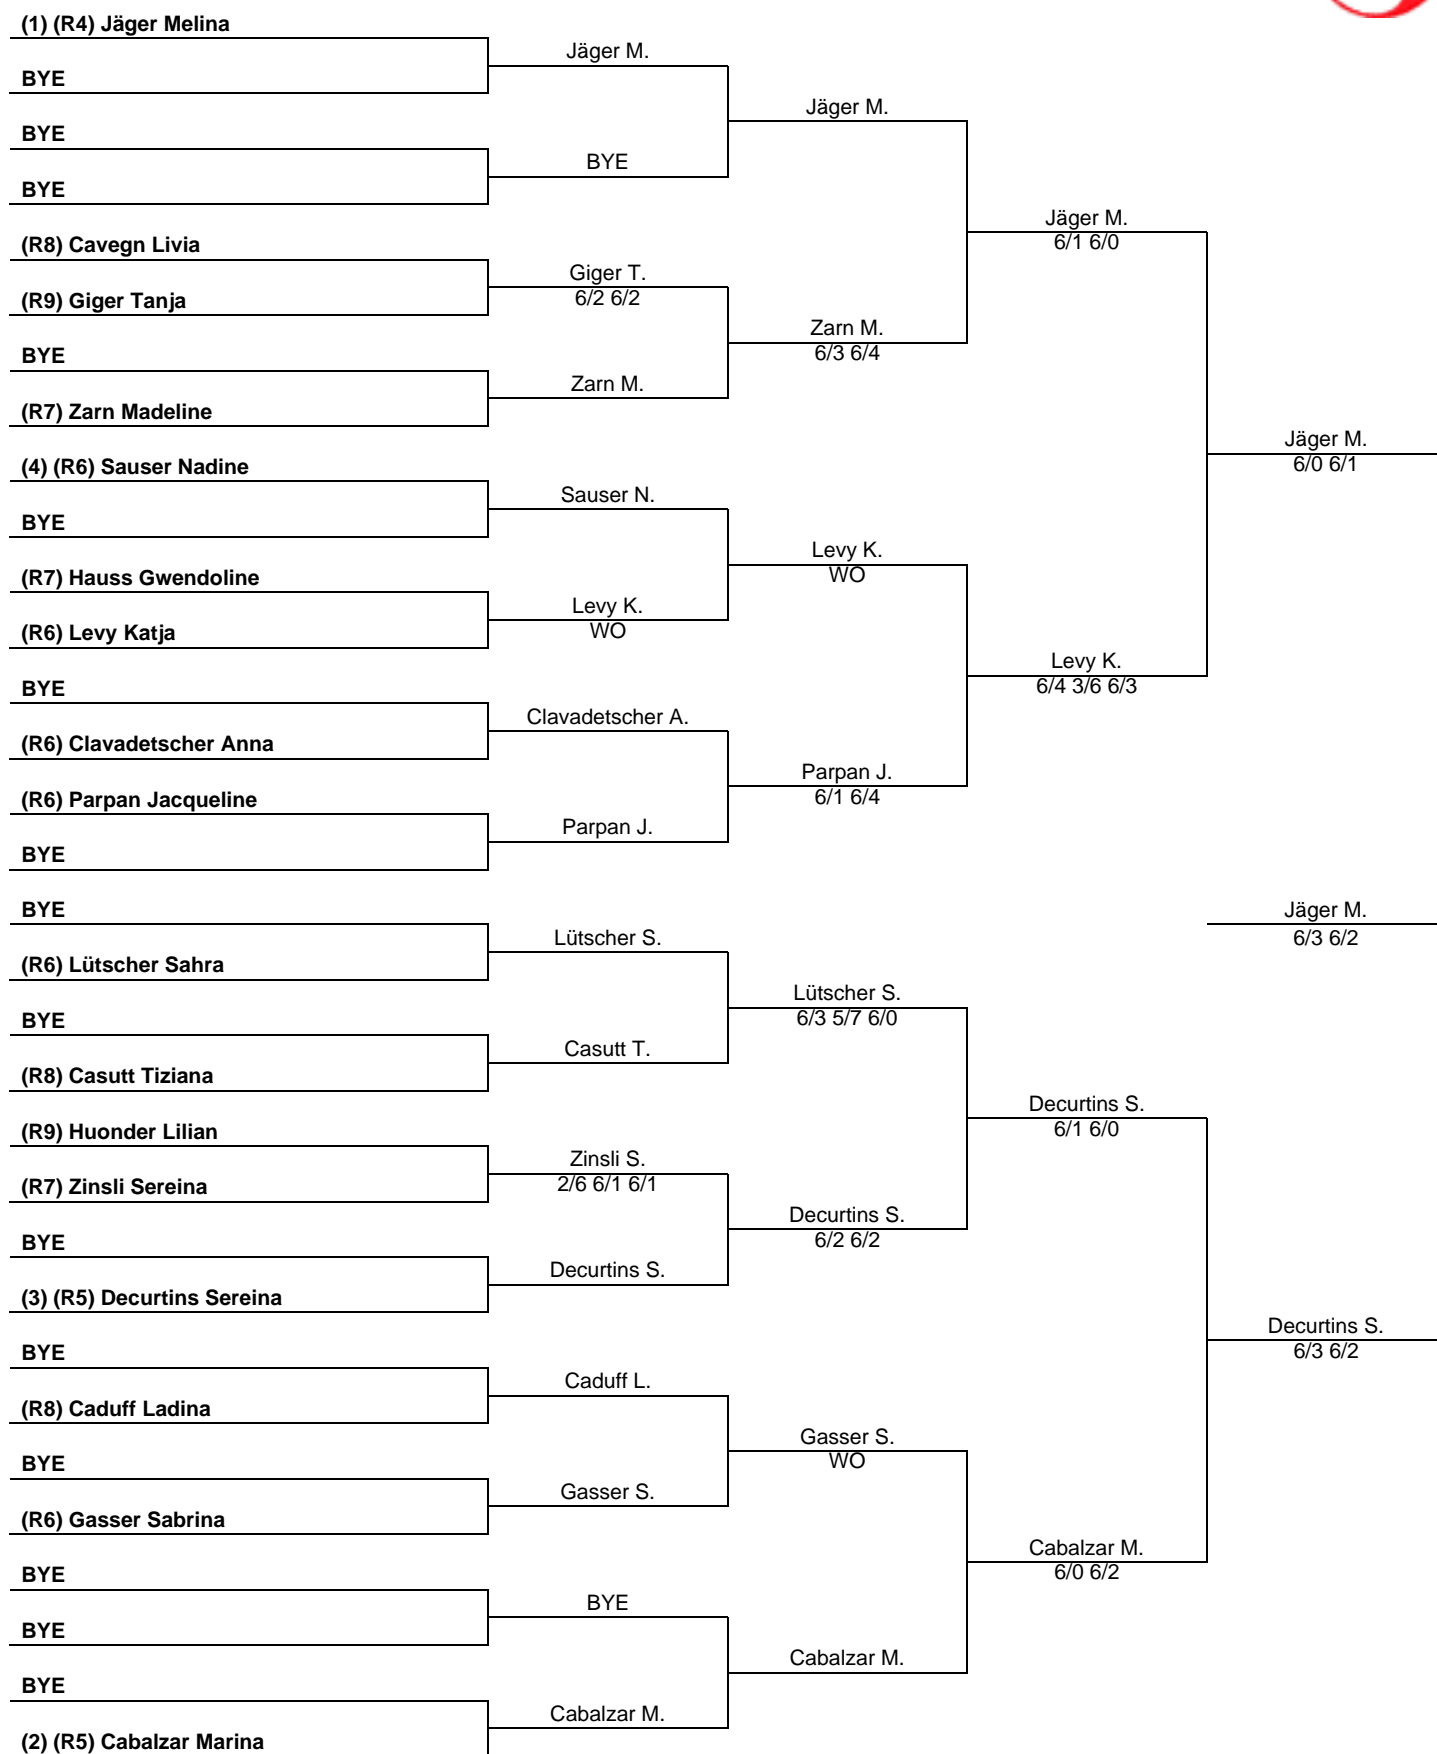 (1) (R4) Jäger Melina
BYE
BYE
BYE
(R8) Cavegn Livia
(R9) Giger Tanja
BYE
(R7) Zarn Madeline
(4) (R6) Sauser Nadine
BYE
(R7) Hauss Gwendoline
(R6) Levy Katja
BYE
(R6) Clavadetscher Anna
(R6) Parpan Jacqueline
BYE
BYE
(R6) Lütscher Sahra
BYE
(R8) Casutt Tiziana
(R9) Huonder Lilian
(R7) Zinsli Sereina
BYE
(3) (R5) Decurtins Sereina
BYE
(R8) Caduff Ladina
BYE
(R6) Gasser Sabrina
BYE
BYE
BYE
(2) (R5) Cabalzar Marina
Jäger M.
BYE
Giger T.
6/2 6/2
Zarn M.
Sauser N.
Levy K.
WO
Clavadetscher A.
Parpan J.
Lütscher S.
Casutt T.
Zinsli S.
2/6 6/1 6/1
Decurtins S.
Caduff L.
Gasser S.
BYE
Cabalzar M.
Jäger M.
Zarn M.
6/3 6/4
Levy K.
WO
Parpan J.
6/1 6/4
Lütscher S.
6/3 5/7 6/0
Decurtins S.
6/2 6/2
Gasser S.
WO
Cabalzar M.
Jäger M.
6/1 6/0
Levy K.
6/4 3/6 6/3
Decurtins S.
6/1 6/0
Cabalzar M.
6/0 6/2
Jäger M.
6/0 6/1
Jäger M.
6/3 6/2
Decurtins S.
6/3 6/2